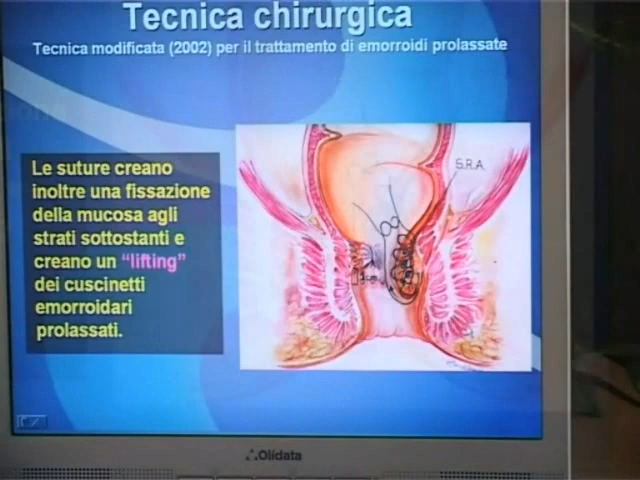 Tecnica chirurgica
Tecnica modificata (2002) per il trattamento di emorroidi prolassate
Le suture creano
inoltre una fissazione
della mucosa agli
strati sottostanti e
creano un "lifting"
dei cuscinetti
emorroidari
prolassati.
S.R.A.
Olidata